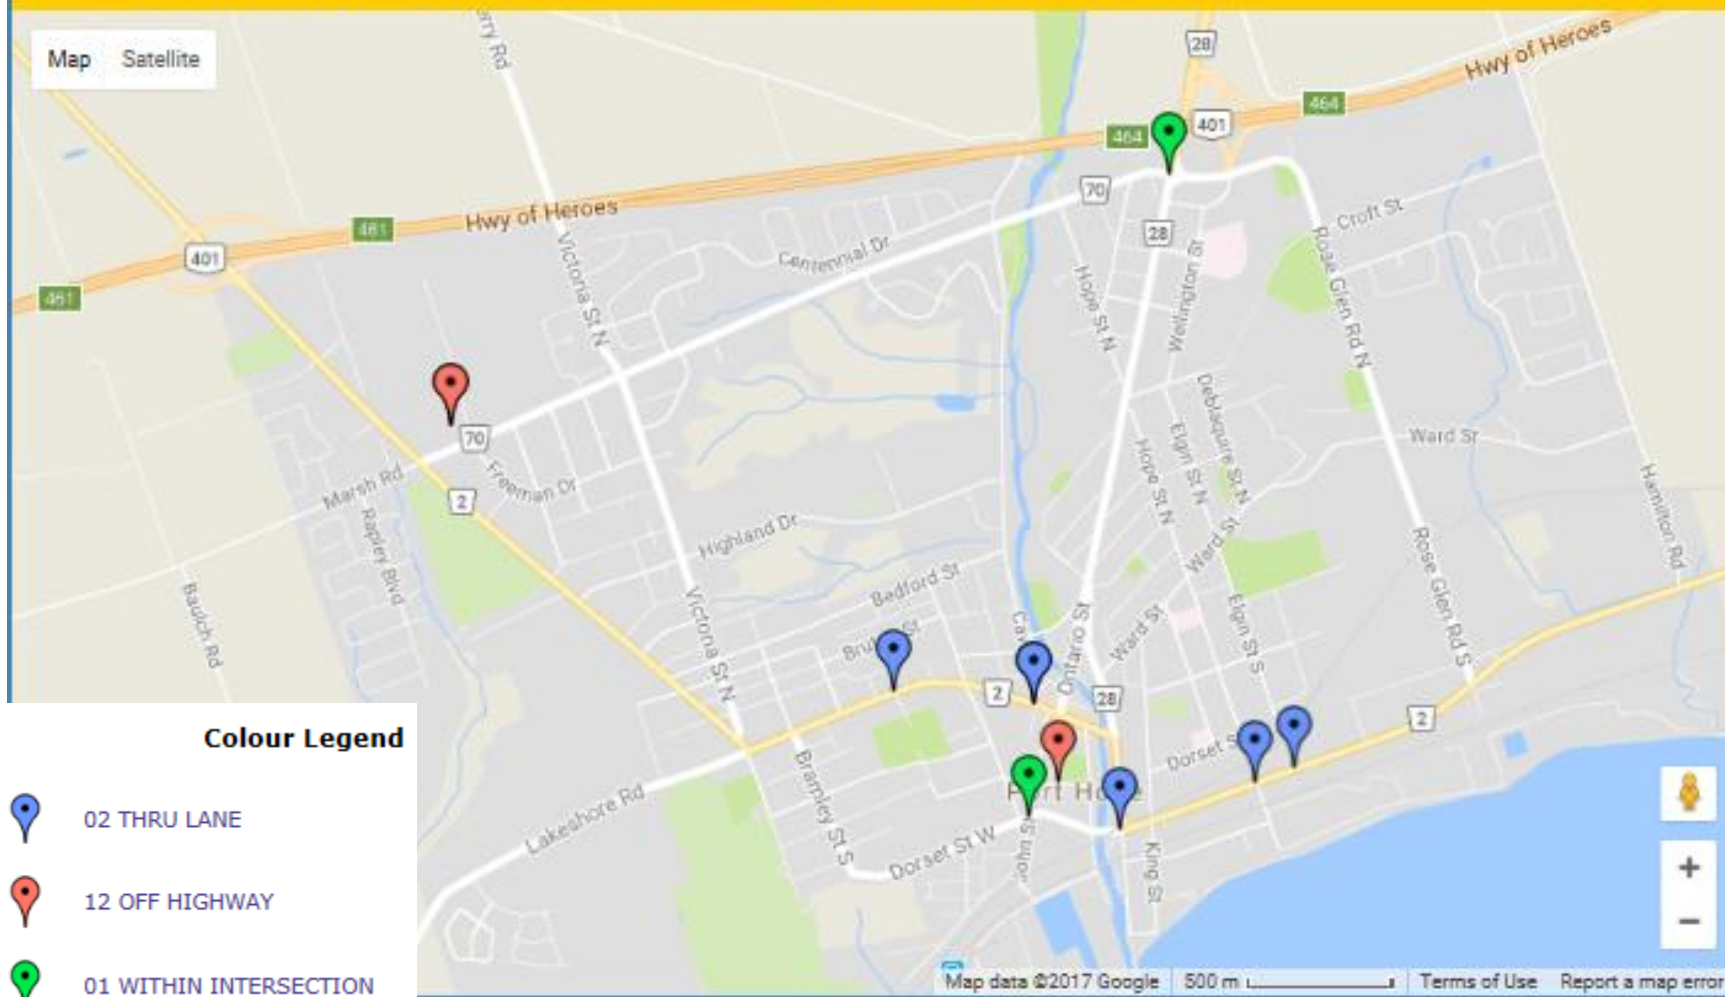 Map Satellite
28
Hwy of Heroes
464
464
401
70
28
Croft St
Hwy of Heroes
461
401
461
Centennial Dr
Victoria St N
Hope St N
Wellington St
Rose Glen Rd N
70
Marsh Rd
Freeman Dr
2
Rapley Blvd
Highland Dr
Deblaquire St N
Elgin St N
Hope St N
Ward St
Ward St
Hamilton Rd
Baulch Rd
Victoria St N
Bedford St
Ontario St
Ward St
Elgin St S
Rose Glen Rd S
2
28
2
Dorset
Bramley St S
Lakeshore Rd
Dorset St W
John St
King St
Colour Legend
02 THRU LANE
12 OFF HIGHWAY
01 WITHIN INTERSECTION
+
−
Map data ©2017 Google 500 m Terms of Use Report a map error